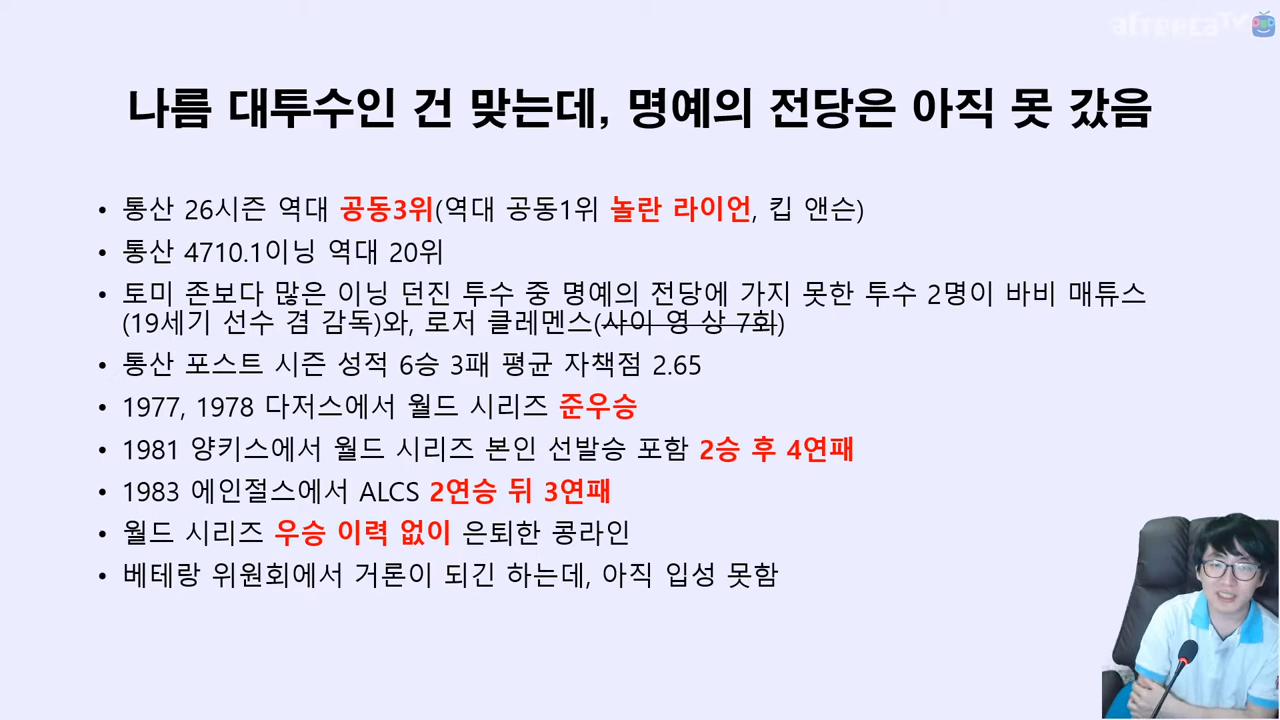 afreecaTV
나름 대투수인 건 맞는데, 명예의 전당은 아직 못 갔음
• 통산 26시즌 역대 공동3위(역대 공동1위 놀란 라이언, 킵 앤슨)
• 통산 4710.1이닝 역대 20위
• 토미 존보다 많은 이닝 던진 투수 중 명예의 전당에 가지 못한 투수 2명이 바비 매튜스
(19세기 선수 겸 감독)와, 로저 클레멘스(사이 영 상 7회)
• 통산 포스트 시즌 성적 6승 3패 평균 자책점 2.65
• 1977, 1978 다저스에서 월드 시리즈 준우승
• 1981 양키스에서 월드 시리즈 본인 선발승 포함 2승 후 4연패
• 1983 에인절스에서 ALCS 2연승 뒤 3연패
• 월드 시리즈 우승 이력 없이 은퇴한 콩라인
• 베테랑 위원회에서 거론이 되긴 하는데, 아직 입성 못함